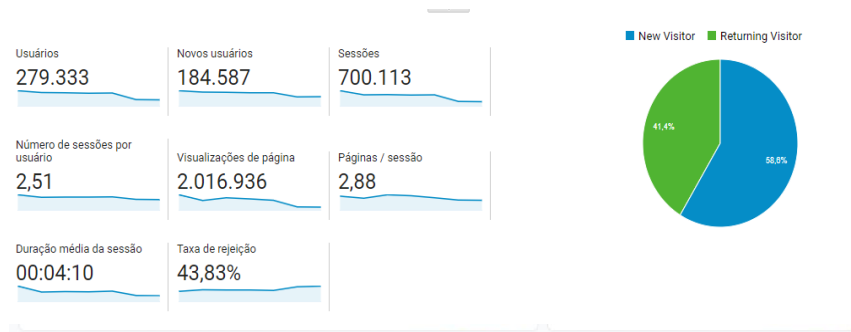 Usuários
279.333
Novos usuários
184.587
Sessões
700.113
Número de sessões por
usuário
2,51
Visualizações de página
2.016.936
Páginas / sessão
2,88
Duração média da sessão
00:04:10
Taxa de rejeição
43,83%
New Visitor
Returning Visitor
41,4%
58,6%